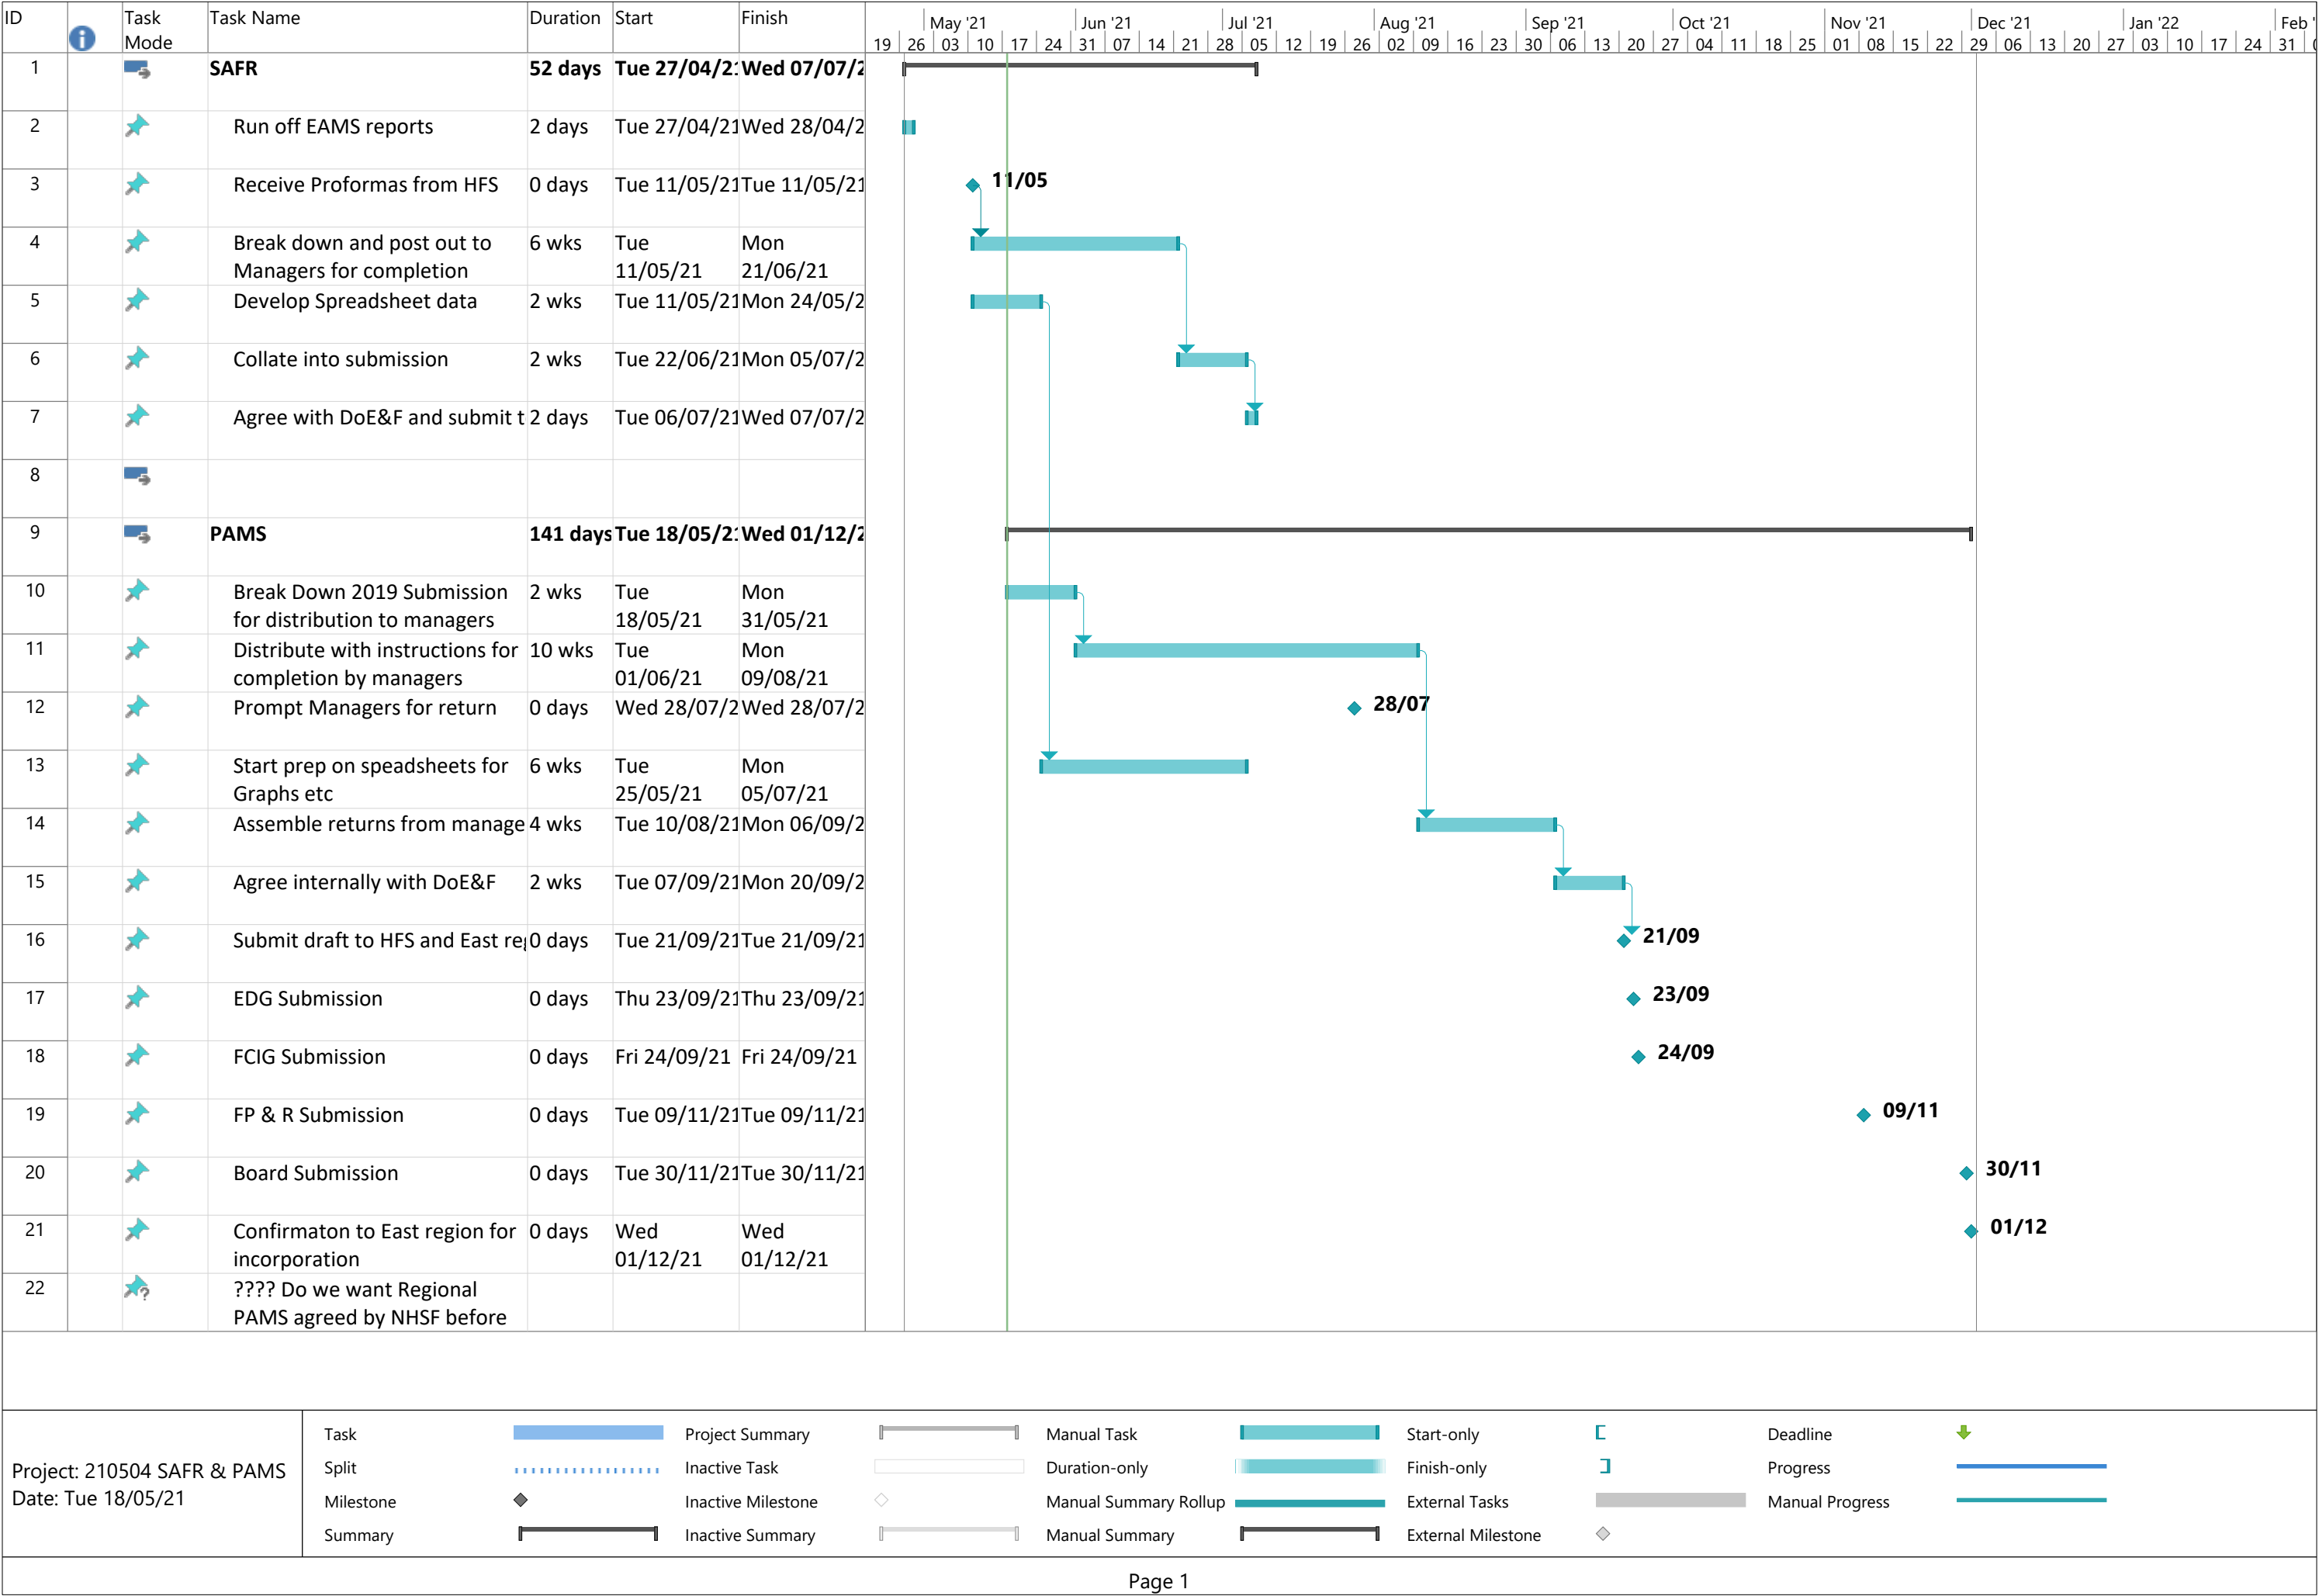 ID Task Mode Task Name Duration Start Finish
May '21 Jun '21 Jul '21 Aug '21 Sep '21 Oct '21 Nov '21 Dec '21 Jan '22 Feb '
19 26 03 10 17 24 31 07 14 21 28 05 12 19 26 02 09 16 23 30 06 13 20 27 04 11 18 25 01 08 15 22 29 06 13 20 27 03 10 17 24 31
1 SAFR 52 days Tue 27/04/21 Wed 07/07/2
2 Run off EAMS reports 2 days Tue 27/04/21 Wed 28/04/2
3 Receive Proformas from HFS 0 days Tue 11/05/21 Tue 11/05/21 11/05
4 Break down and post out to 6 wks Tue Mon
Managers for completion 11/05/21 21/06/21
5 Develop Spreadsheet data 2 wks Tue 11/05/21 Mon 24/05/2
6 Collate into submission 2 wks Tue 22/06/21 Mon 05/07/2
7 Agree with DoE&F and submit t 2 days Tue 06/07/21 Wed 07/07/2
8
9 PAMS 141 days Tue 18/05/21 Wed 01/12/2
10 Break Down 2019 Submission 2 wks Tue Mon
for distribution to managers 18/05/21 31/05/21
11 Distribute with instructions for 10 wks Tue Mon
completion by managers 01/06/21 09/08/21
12 Prompt Managers for return 0 days Wed 28/07/2 Wed 28/07/2 28/07
13 Start prep on speadsheets for 6 wks Tue Mon
Graphs etc 25/05/21 05/07/21
14 Assemble returns from manage 4 wks Tue 10/08/21 Mon 06/09/2
15 Agree internally with DoE&F 2 wks Tue 07/09/21 Mon 20/09/2
16 Submit draft to HFS and East reg 0 days Tue 21/09/21 Tue 21/09/21 21/09
17 EDG Submission 0 days Thu 23/09/21 Thu 23/09/21 23/09
18 FCIG Submission 0 days Fri 24/09/21 Fri 24/09/21 24/09
19 FP & R Submission 0 days Tue 09/11/21 Tue 09/11/21 09/11
20 Board Submission 0 days Tue 30/11/21 Tue 30/11/21 30/11
21 Confirmaton to East region for 0 days Wed Wed 01/12
incorporation 01/12/21 01/12/21
22 ???? Do we want Regional
PAMS agreed by NHSF before
Project: 210504 SAFR & PAMS
Date: Tue 18/05/21
Task Project Summary Manual Task Start-only Deadline
Split Inactive Task Duration-only Finish-only Progress
Milestone Inactive Milestone Manual Summary Rollup External Tasks Manual Progress
Summary Inactive Summary Manual Summary External Milestone
Page 1